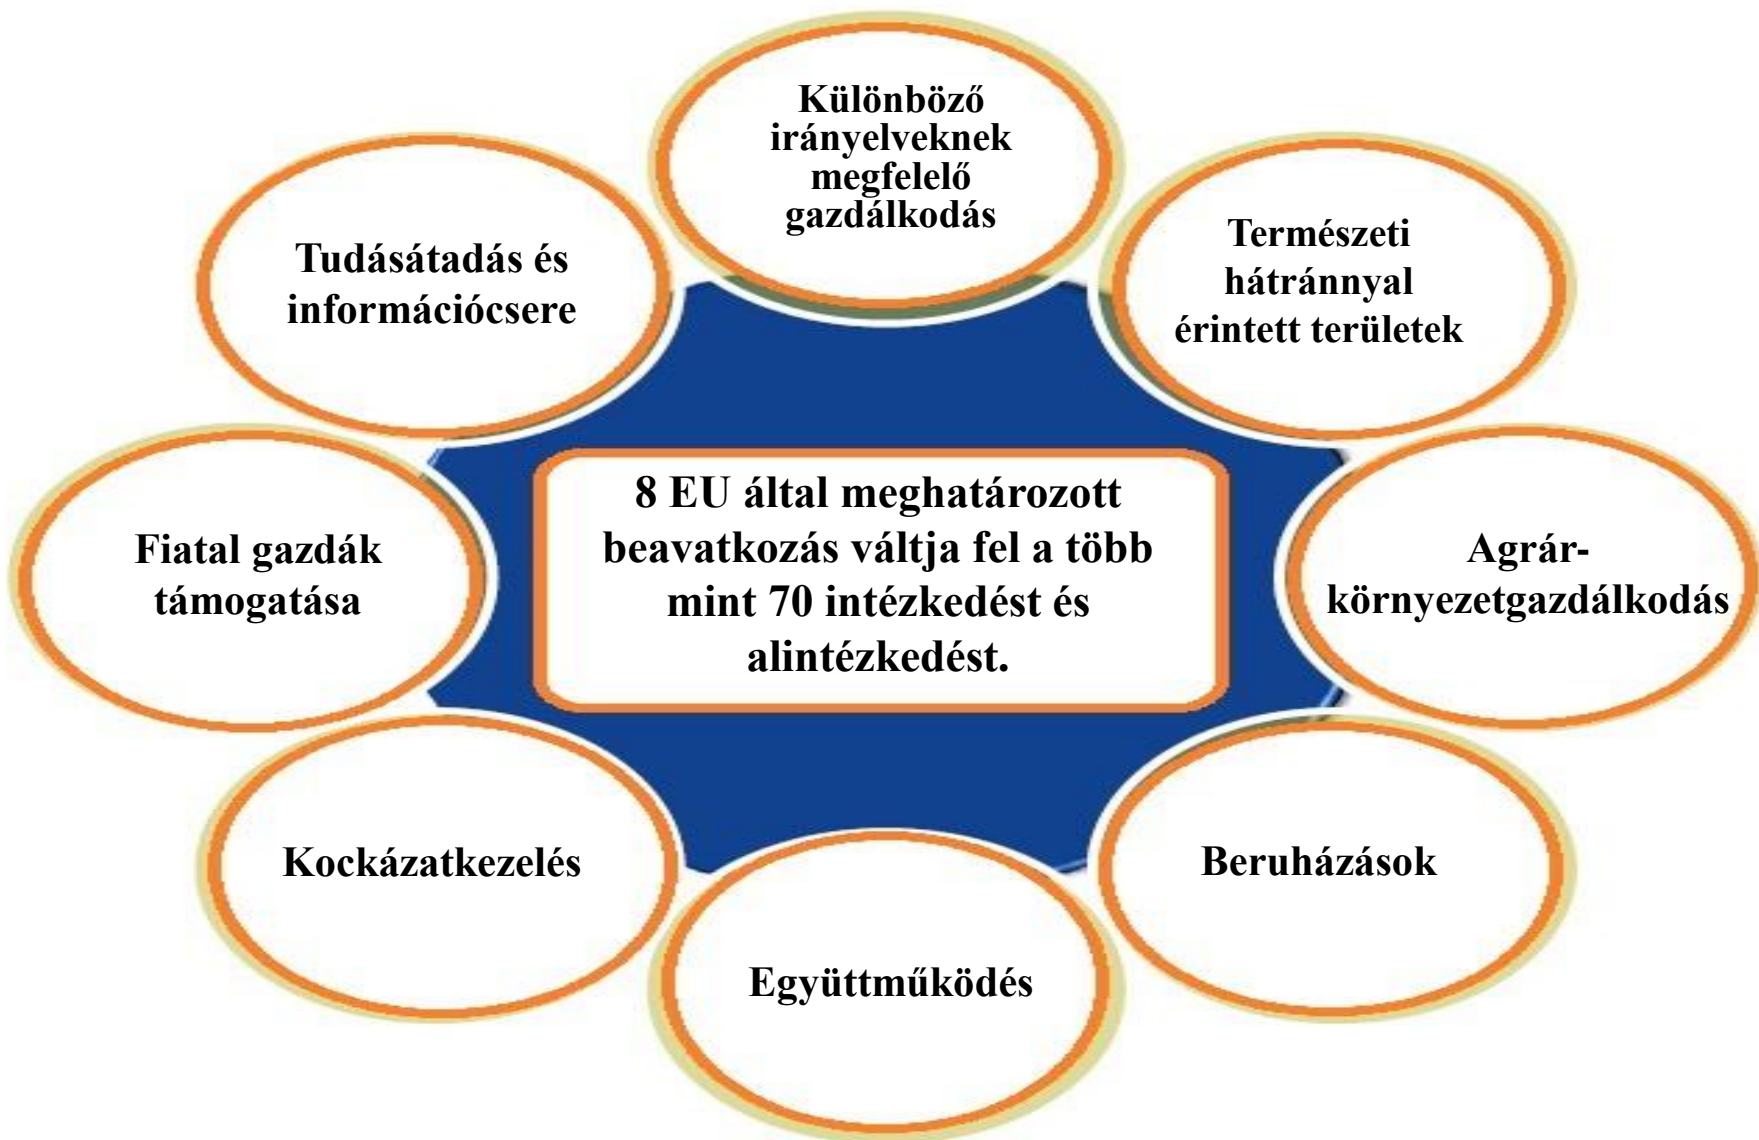 Különböző
irányelveknek
megfelelő
gazdálkodás
Természeti
hátránnyal
érintett területek
Agrár-
környezetgazdálkodás
Beruházások
Együttműködés
Kockázatkezelés
Fiatal gazdák
támogatása
Tudásátadás és
információcsere
8 EU által meghatározott
beavatkozás váltja fel a több
mint 70 intézkedést és
alintézkedést.